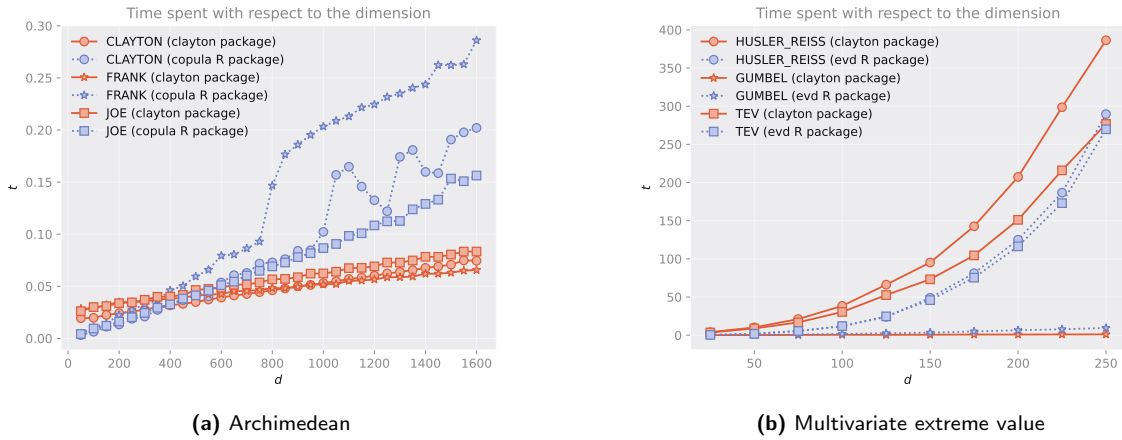 Time spent with respect to the dimension
0.30
0.25
0.20
0.15
0.10
0.05
0.00
t
CLAYTON (clayton package)
CLAYTON (copula R package)
FRANK (clayton package)
FRANK (copula R package)
JOE (clayton package)
JOE (copula R package)
0 200 400 600 800 1000 1200 1400 1600
d
(a) Archimedean
Time spent with respect to the dimension
400
350
300
250
200
150
100
50
0
t
HUSLER_REISS (clayton package)
HUSLER_REISS (evd R package)
GUMBEL (clayton package)
GUMBEL (evd R package)
TEV (clayton package)
TEV (evd R package)
50 100 150 200 250
d
(b) Multivariate extreme value